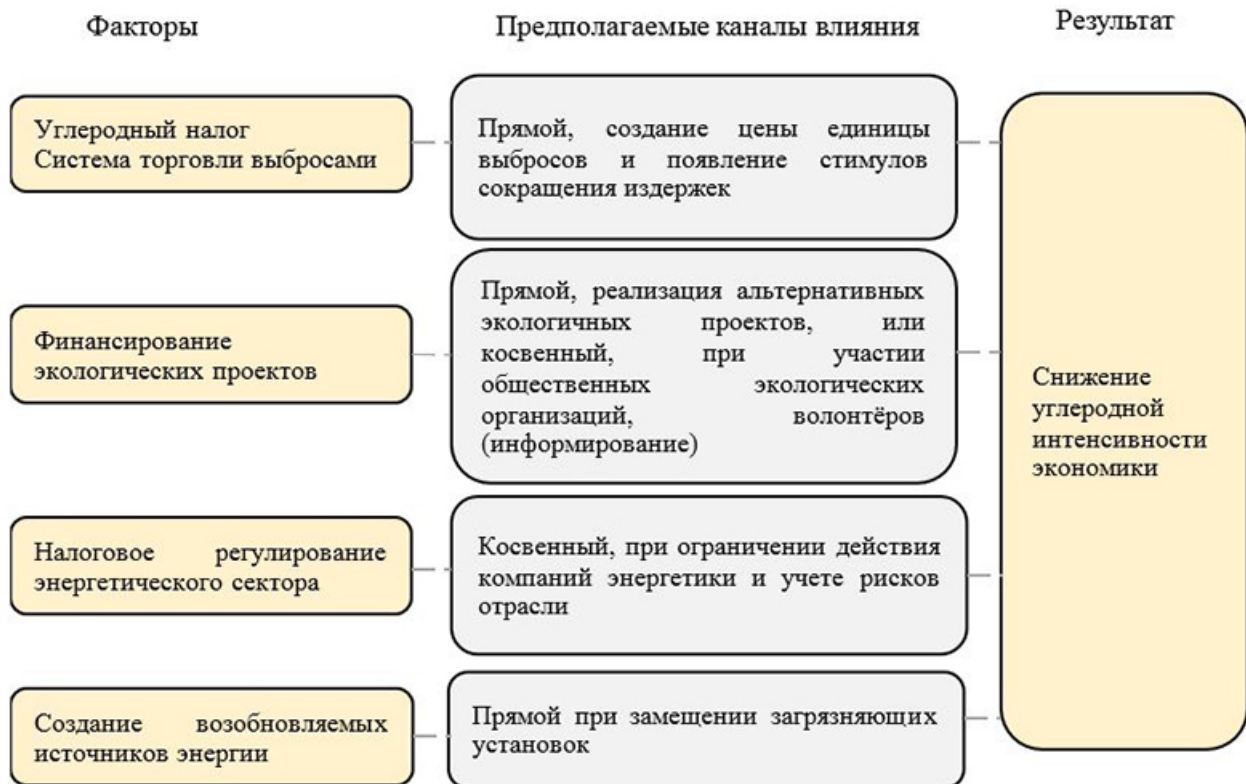 Факторы
Предполагаемые каналы влияния
Результат
Углеродный налог
Система торговли выбросами
Прямой, создание цены единицы
выбросов и появление стимулов
сокращения издержек
Финансирование
экологических проектов
Прямой, реализация альтернативных
экологичных проектов, или
косвенный, при участии
общественных экологических
организаций, волонтёров
(информирование)
Налоговое регулирование
энергетического сектора
Косвенный, при ограничении действия
компаний энергетики и учете рисков
отрасли
Создание возобновляемых
источников энергии
Прямой при замещении загрязняющих
установок
Снижение
углеродной
интенсивности
экономики